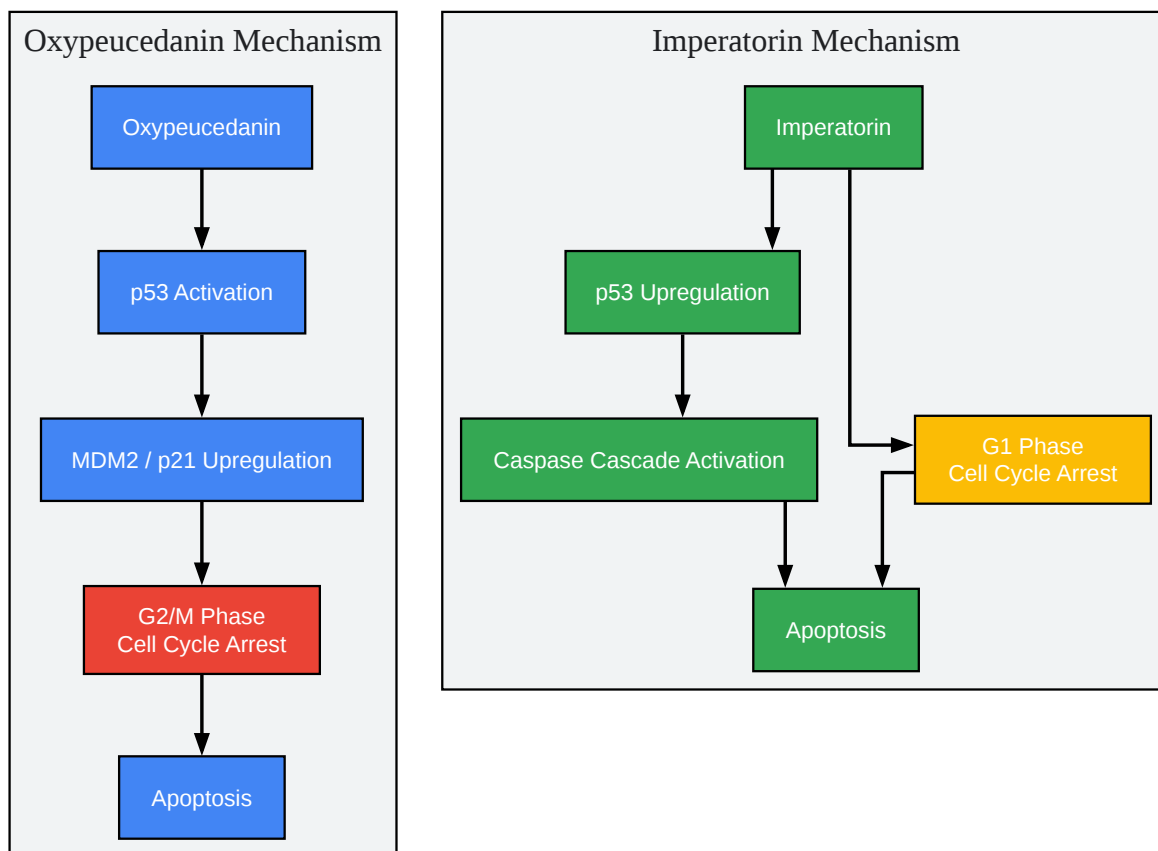 Oxypeucedanin Mechanism
Oxypeucedanin
p53 Activation
MDM2 / p21 Upregulation
G2/M Phase
Cell Cycle Arrest
Apoptosis
Imperatorin Mechanism
Imperatorin
p53 Upregulation
Caspase Cascade Activation
G1 Phase
Cell Cycle Arrest
Apoptosis